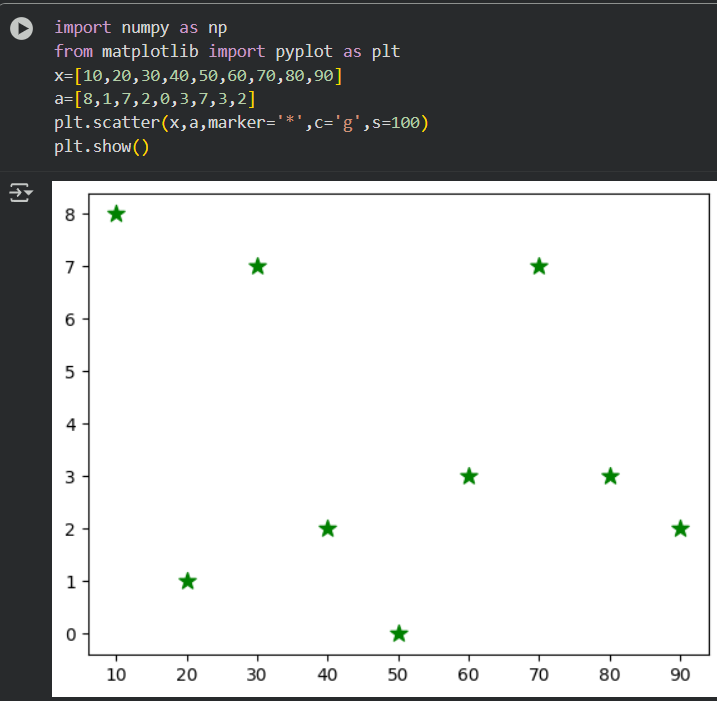 import numpy as np
from matplotlib import pyplot as plt
x=[10,20,30,40,50,60,70,80,90]
a=[8,1,7,2,0,3,7,3,2]
plt.scatter(x,a,marker='*',c='g',s=100)
plt.show()
8
7
6
5
4
3
2
1
0
10 20 30 40 50 60 70 80 90